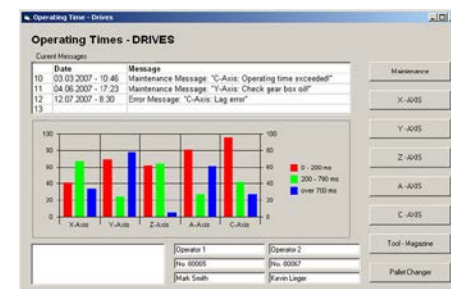 Operating Time - Drives
Operating Times - DRIVES
Current Messages
Date Message
10 03.03.2007 - 10:46 Maintenance Message: "C-Axis: Operating time exceeded!"
11 04.06.2007 - 17:23 Maintenance Message: "Y-Axis: Check gear box oil!"
12 12.07.2007 - 8:30 Error Message: "C-Axis: Lag error"
13
Maintenance
X-AXIS
Y-AXIS
Z-AXIS
A-AXIS
C-AXIS
Tool - Magazine
Pallet Changer
100 100
80 80
60 60
40 40
20 20
0 0
X-Axis Y-Axis Z-Axis A-Axis C-Axis
0 - 200 ms
200 - 700 ms
over 700 ms
Operator 1 Operator 2
No. 80065 No. 80067
Mark Smith Kevin Linger